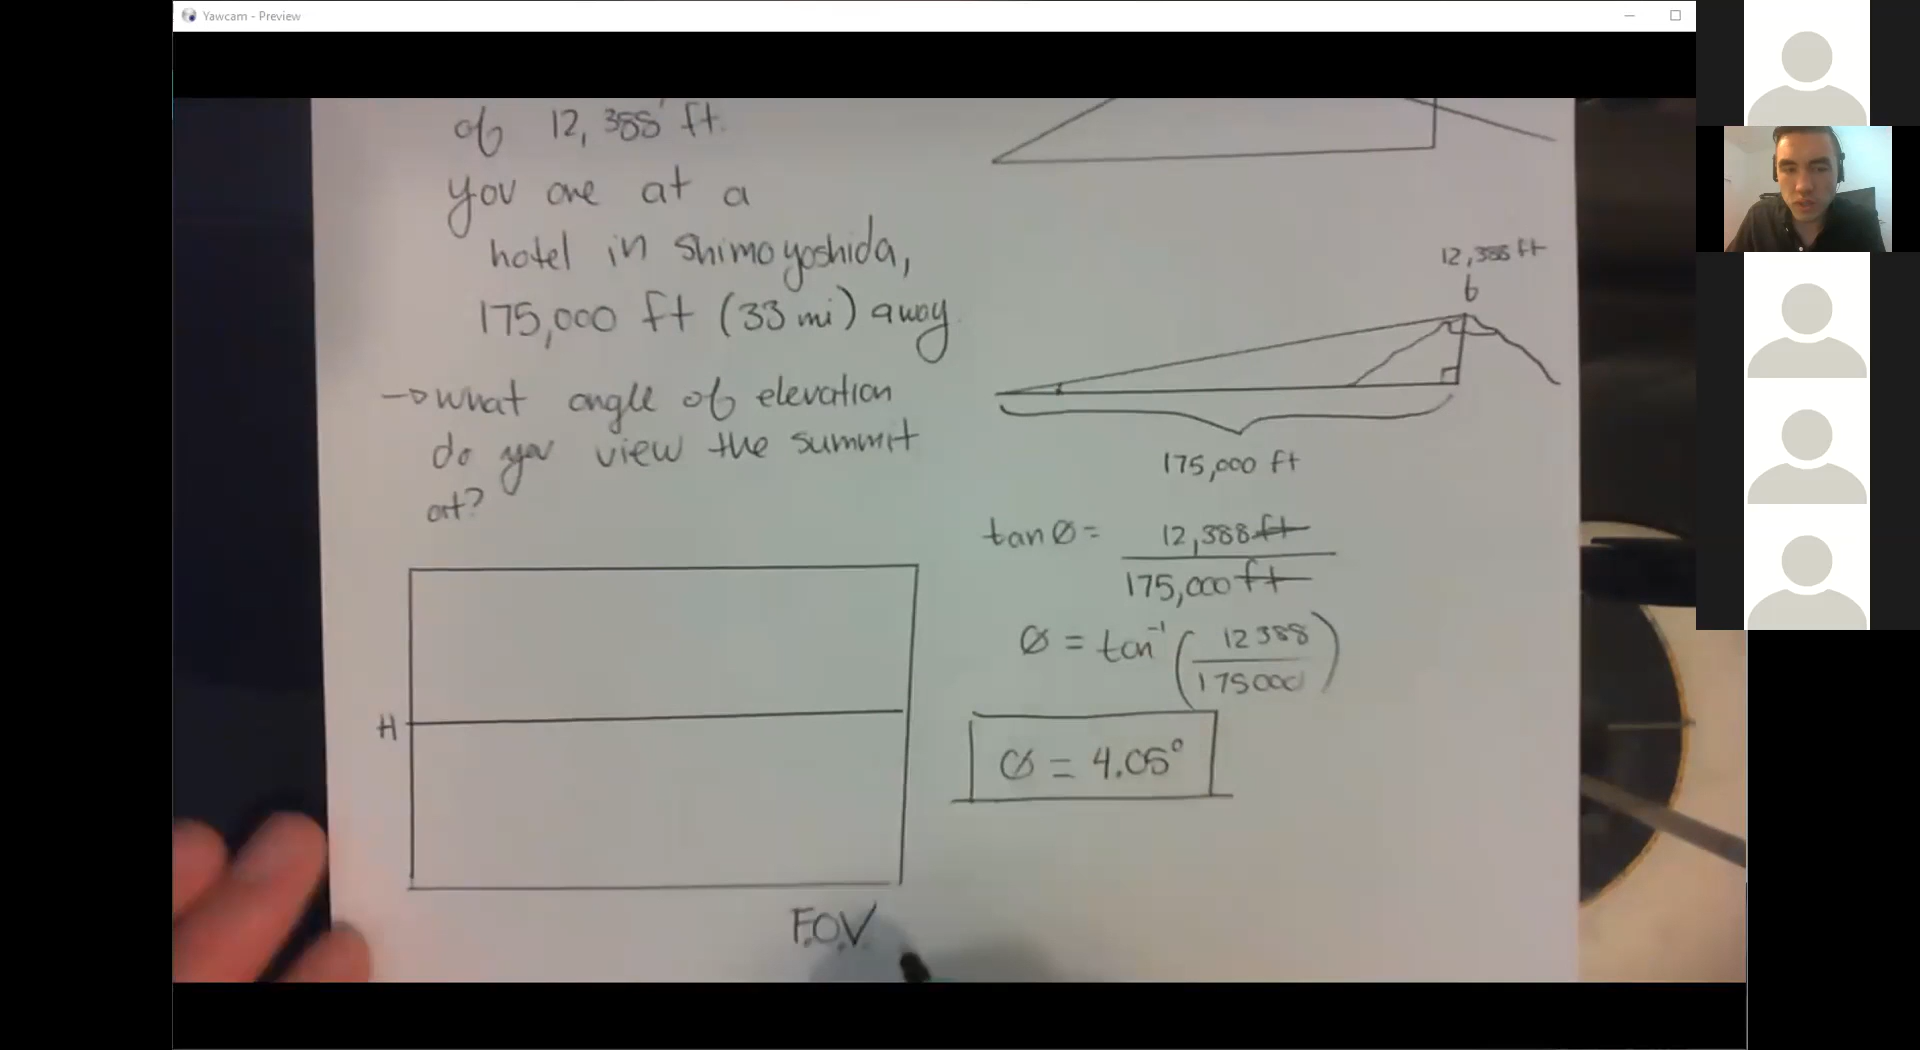 Yawcam - Preview
of 12,388' ft.
you are at a
hotel in Shimoyoshida,
175,000 ft (33 mi) away.
→ what angle of elevation
do you view the summit
at?
H
F.O.V.
12,388 ft
175,000 ft
tan Ø = 12,388 ft
175,000 ft
Ø = tan⁻¹ (12388
175000)
Ø = 4.05°